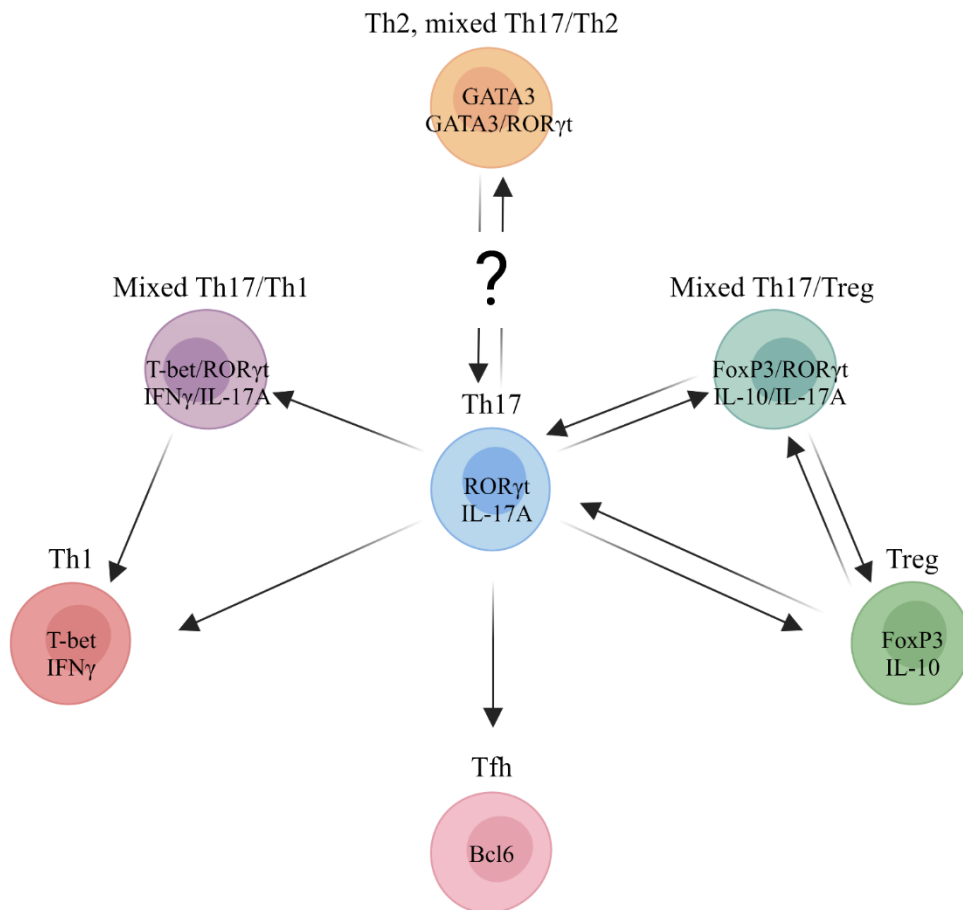 Th2, mixed Th17/Th2
GATA3
GATA3/RORγt
?
Mixed Th17/Th1
T-bet/RORγt
IFNγ/IL-17A
Mixed Th17/Treg
FoxP3/RORγt
IL-10/IL-17A
Th17
RORγt
IL-17A
Th1
T-bet
IFNγ
Treg
FoxP3
IL-10
Tfh
Bcl6